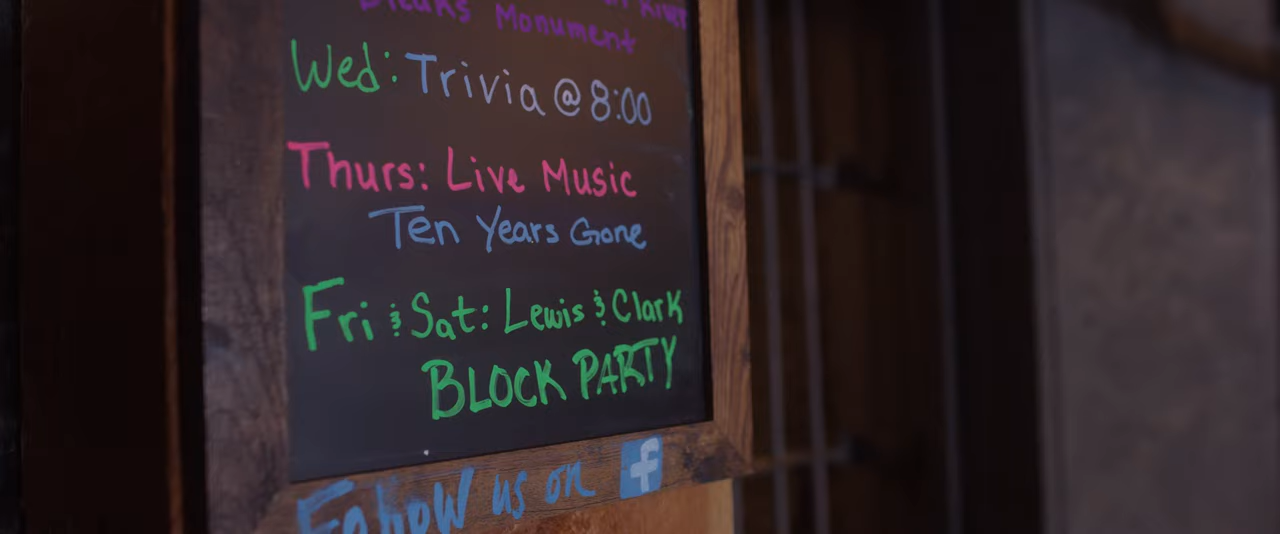 Breaks Monument
Wed: Trivia @ 8:00
Thurs: Live Music
Ten Years Gone
Fri & Sat: Lewis & Clark
BLOCK PARTY
Follow us on f